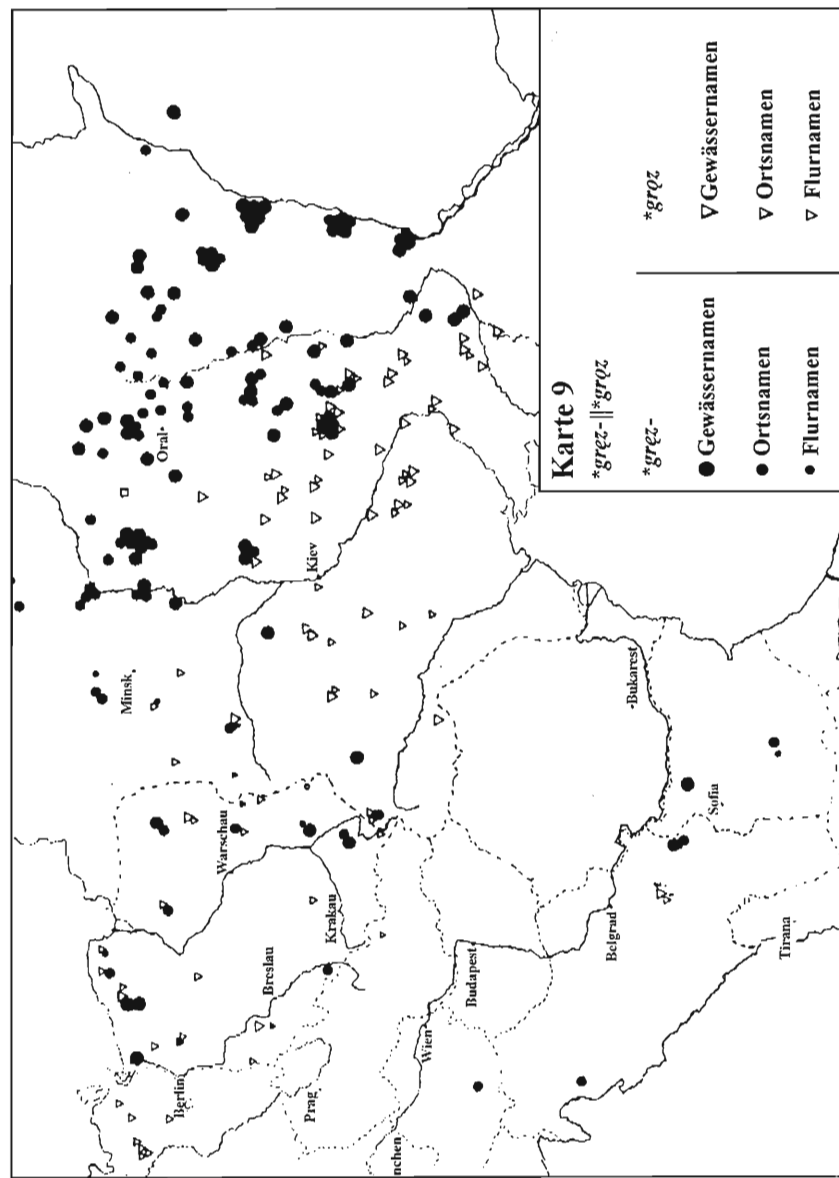 Minsk
Oral
Berlin
Warschau
Breslau
Kiev
Prag
Krakau
nchen
Wien
Budapest
Belgrad
Bukarest
Sofia
Tirana
Karte 9
*gręz-||*grǫz
*gręz- *grǫz
Gewässernamen Gewässernamen
Ortsnamen Ortsnamen
Flurnamen Flurnamen